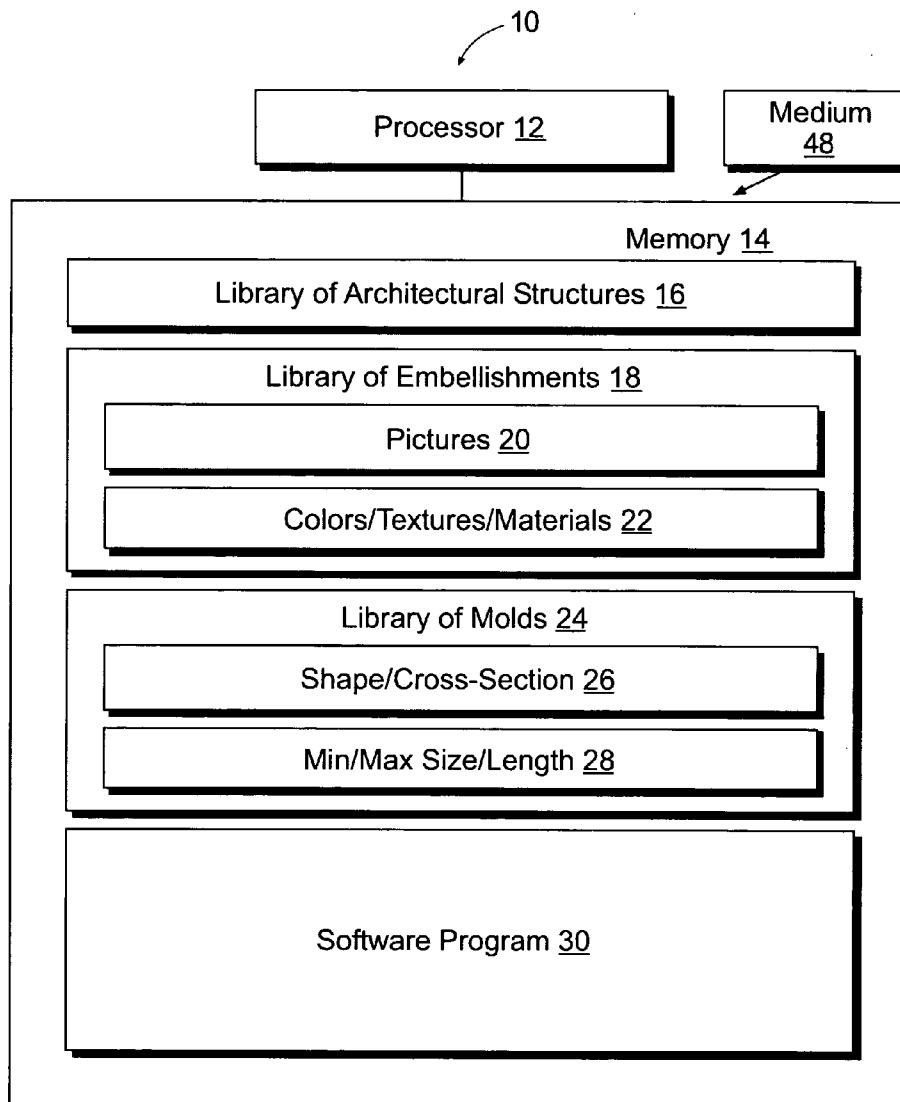 10
Processor 12
Medium
48
Memory 14
Library of Architectural Structures 16
Library of Embellishments 18
Pictures 20
Colors/Textures/Materials 22
Library of Molds 24
Shape/Cross-Section 26
Min/Max Size/Length 28
Software Program 30